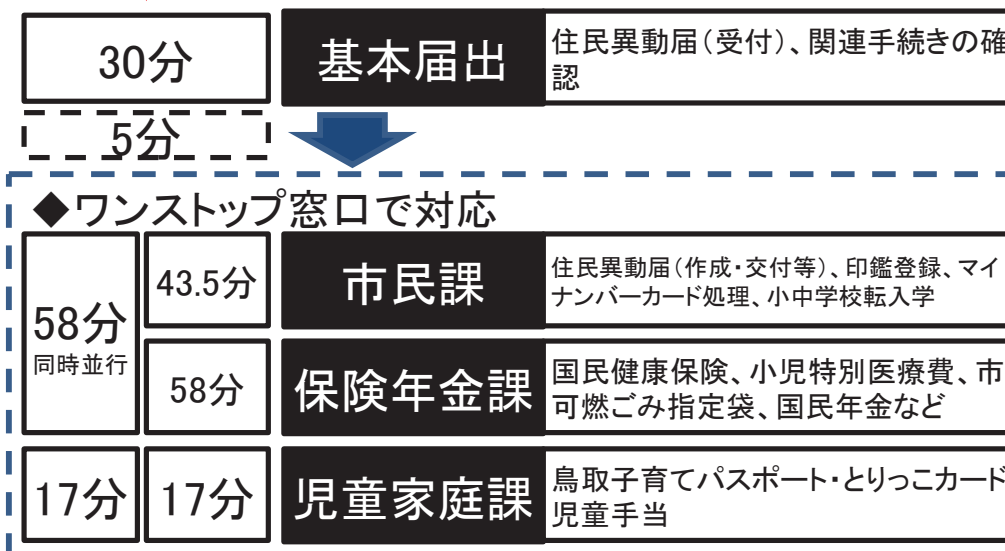 30分
基本届出
住民異動届(受付)、関連手続きの確
認
5分
◆ワンストップ窓口で対応
58分
同時並行
43.5分
市民課
住民異動届(作成・交付等)、印鑑登録、マイ
ナンバーカード処理、小中学校転入学
58分
保険年金課
国民健康保険、小児特別医療費、市
可燃ごみ指定袋、国民年金など
17分
17分
児童家庭課
鳥取子育てパスポート・とりっこカード
児童手当